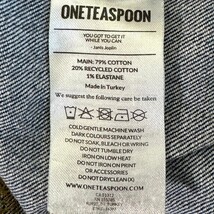 ONETEASPOON
YOU GOT TO GET IT
WHILE YOU CAN
- Janis Joplin
MAIN: 79% COTTON
20% RECYCLED COTTON
1% ELASTANE
Made in Turkey
We suggest the following care be taken
COLD GENTLE MACHINE WASH
DARK COLOURS SEPARATELY
DO NOT SOAK, BLEACH OR WRING
DO NOT TUMBLE DRY
IRON ON LOW HEAT
DO NOT IRON ON PRINT
OR ACCESSORIES
DO NOT DRYCLEAN
WWW.ONETEASPOON.COM